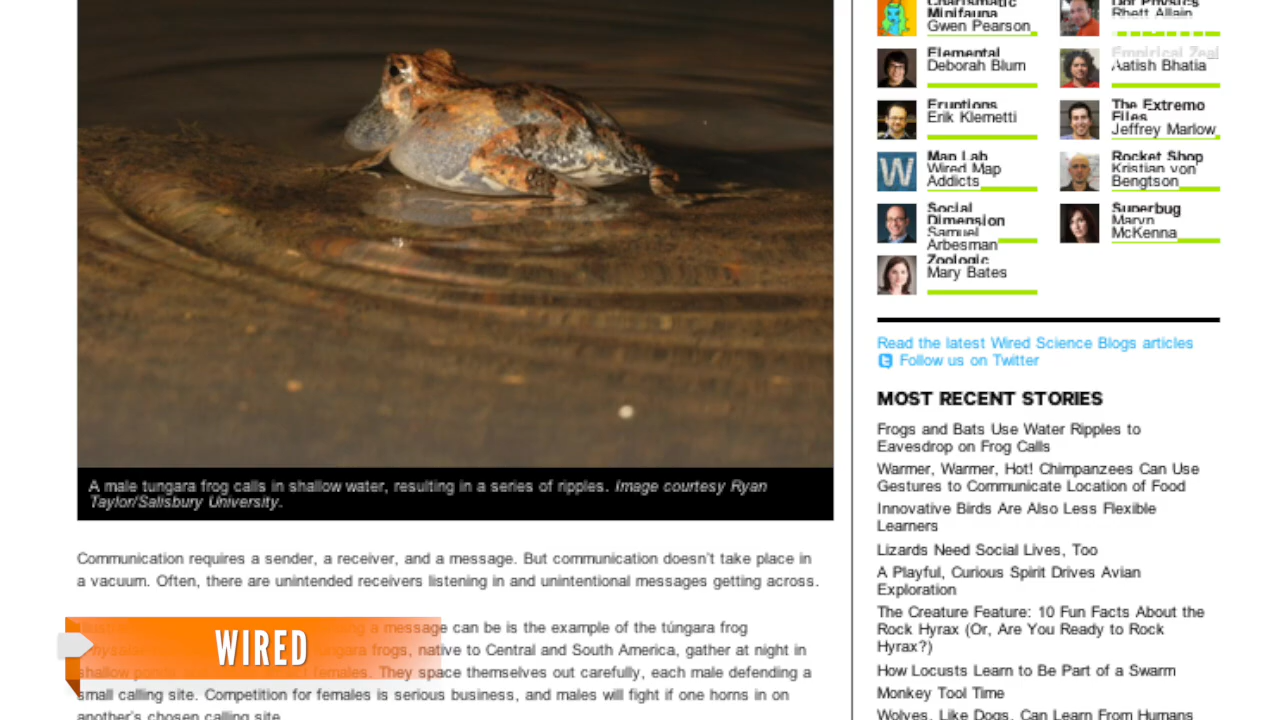 A male tungara frog calls in shallow water, resulting in a series of ripples. Image courtesy Ryan
Taylor/Salisbury University.
Communication requires a sender, a receiver, and a message. But communication doesn't take place in
a vacuum. Often, there are unintended receivers listening in and unintentional messages getting across.
a message can be is the example of the túngara frog
frogs, native to Central and South America, gather at night in
shallow females. They space themselves out carefully, each male defending a
small calling site. Competition for females is serious business, and males will fight if one horns in on
another's chosen calling site.
WIRED
Charismatic
Minifauna
Gwen Pearson
Dot Physics
Rhett Allain
Elemental
Deborah Blum
Empirical Zeal
Aatish Bhatia
Eruptions
Erik Klemetti
The Extremo
Files
Jeffrey Marlow
Map Lab
Wired Map
Addicts
Rocket Shop
Kristian von
Bengtson
Social
Dimension
Samuel
Arbesman
Superbug
Maryn
McKenna
Zoologic
Mary Bates
Read the latest Wired Science Blogs articles
Follow us on Twitter
MOST RECENT STORIES
Frogs and Bats Use Water Ripples to
Eavesdrop on Frog Calls
Warmer, Warmer, Hot! Chimpanzees Can Use
Gestures to Communicate Location of Food
Innovative Birds Are Also Less Flexible
Learners
Lizards Need Social Lives, Too
A Playful, Curious Spirit Drives Avian
Exploration
The Creature Feature: 10 Fun Facts About the
Rock Hyrax (Or, Are You Ready to Rock
Hyrax?)
How Locusts Learn to Be Part of a Swarm
Monkey Tool Time
Wolves, Like Dogs, Can Learn From Humans